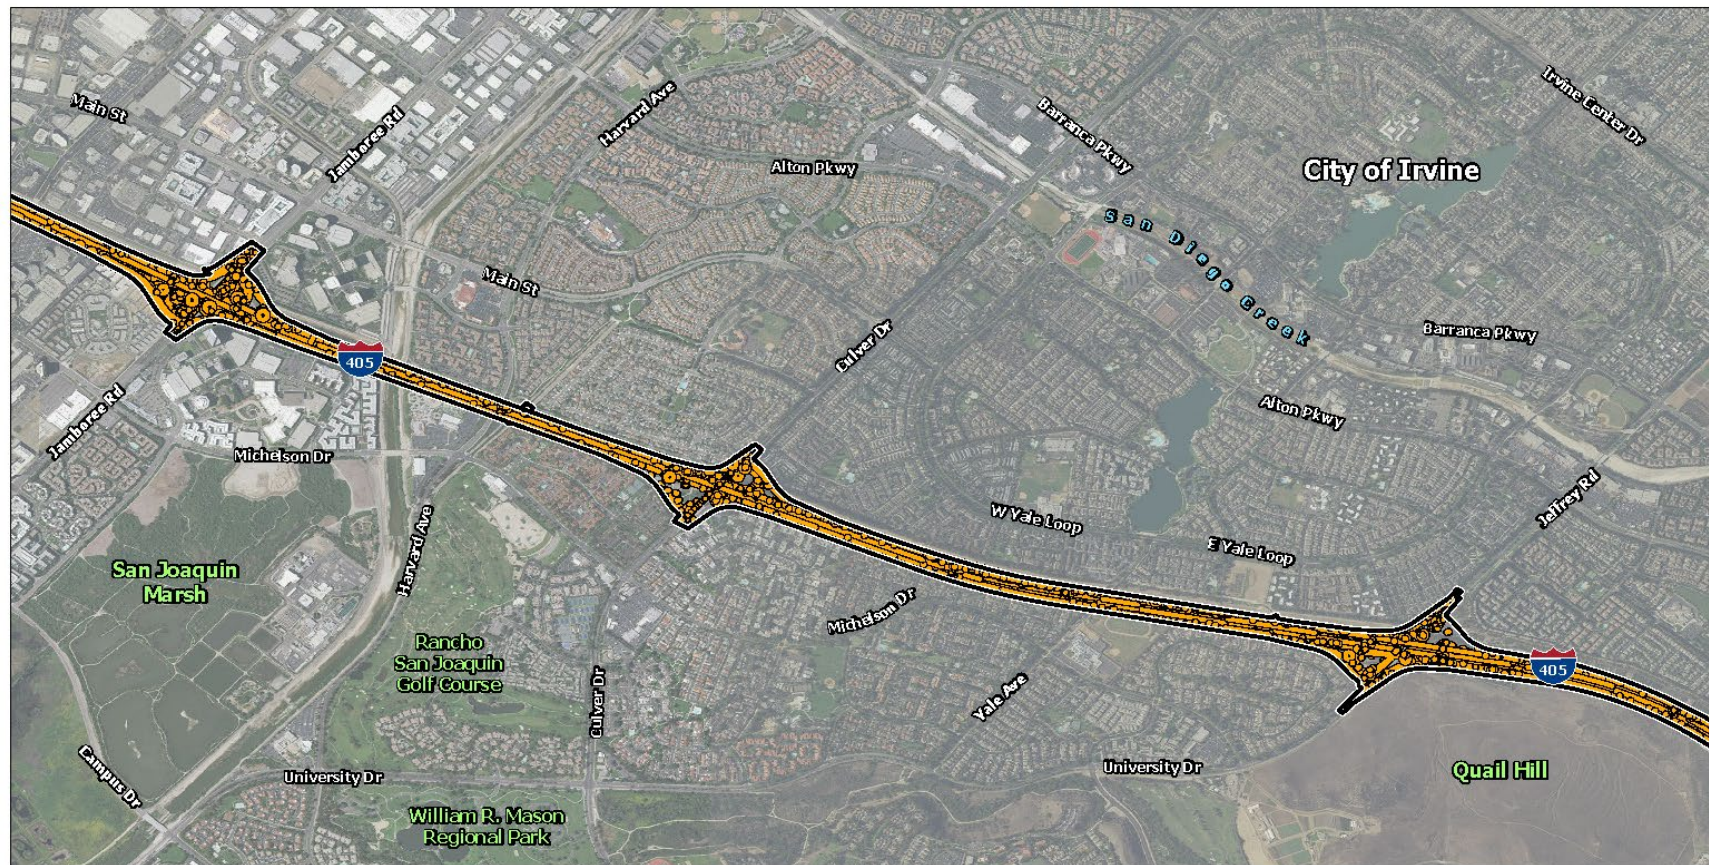 Main St
Jamboree Rd
Harvard Ave
Alton Pkwy
Barranca Pkwy
Irvine Center Dr
City of Irvine
San Diego Creek
Main St
Culver Dr
Barranca Pkwy
405
Jamboree Rd
Michelson Dr
Alton Pkwy
Jeffrey Rd
W Yale Loop
E Yale Loop
Harvard Ave
San Joaquin
Marsh
Michelson Dr
Rancho
San Joaquin
Golf Course
Culver Dr
Yale Ave
405
Campus Dr
University Dr
University Dr
Quail Hill
William R. Mason
Regional Park